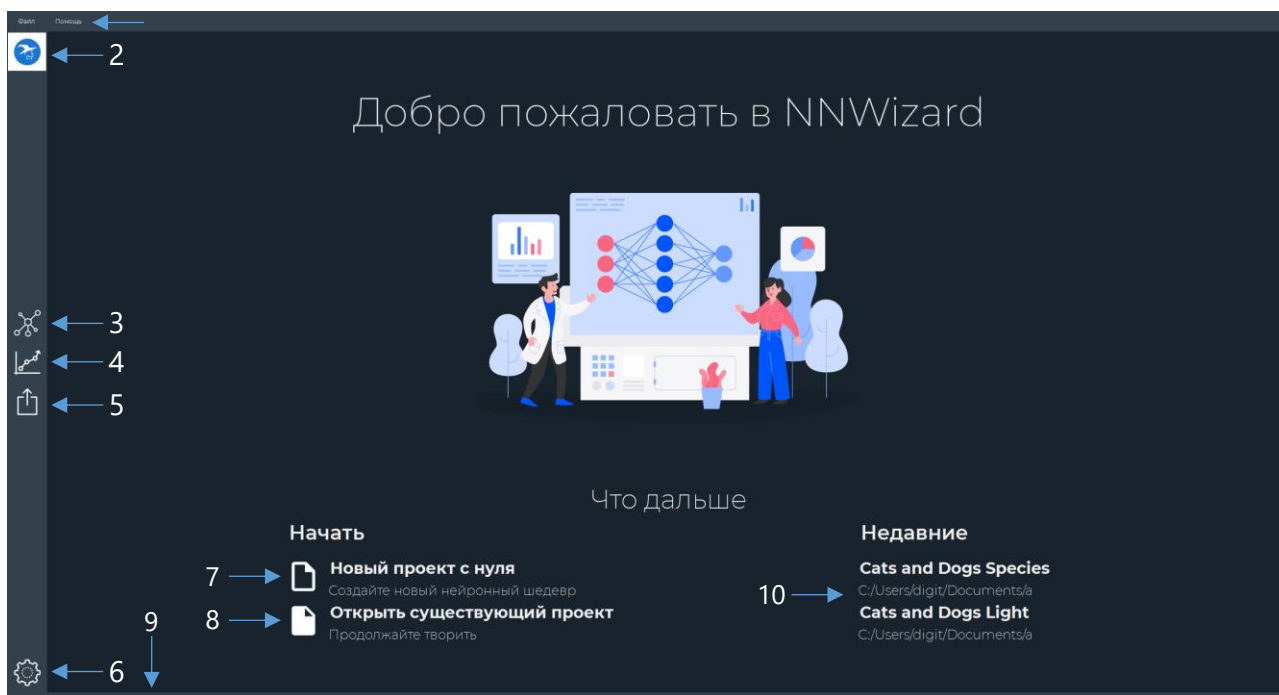 Файл Помощь
2
Добро пожаловать в NNWizard
3
4
5
Что дальше
Начать
7
Новый проект с нуля
Создайте новый нейронный шедевр
8
Открыть существующий проект
Продолжайте творить
Недавние
Cats and Dogs Species
10
C:/Users/digit/Documents/a
Cats and Dogs Light
C:/Users/digit/Documents/a
9
6